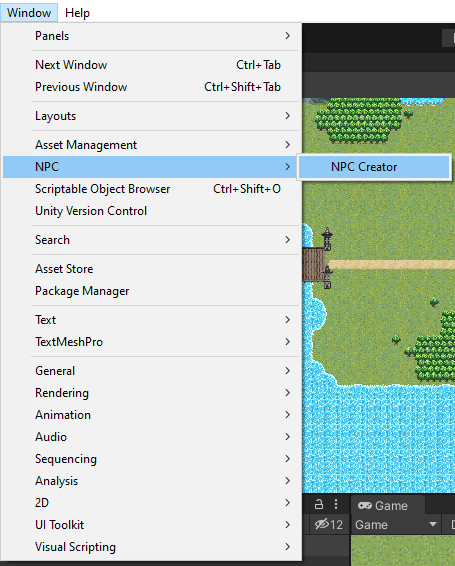 Window Help
Panels
Next Window Ctrl+Tab
Previous Window Ctrl+Shift+Tab
Layouts
Asset Management
NPC NPC Creator
Scriptable Object Browser Ctrl+Shift+O
Unity Version Control
Search
Asset Store
Package Manager
Text
TextMeshPro
General
Rendering
Animation
Audio
Sequencing
Analysis
2D
UI Toolkit
Visual Scripting
Game
12 Game